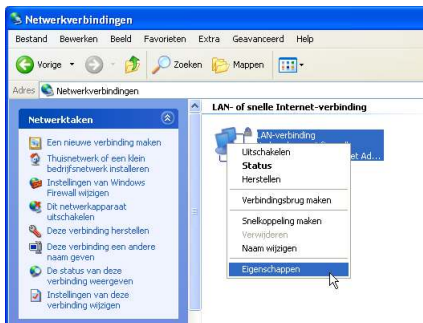 Netwerkverbindingen
Bestand Bewerken Beeld Favorieten Extra Geavanceerd Help
Vorige Zoeken Mappen
Adres Netwerkverbindingen
Netwerktaken
Een nieuwe verbinding maken
Thuisnetwerk of een klein
bedrijfsnetwerk installeren
Instellingen van Windows
Firewall wijzigen
Dit netwerkapparaat
uitschakelen
Deze verbinding herstellen
Deze verbinding een andere
naam geven
De status van deze
verbinding weergeven
Instellingen van deze
verbinding wijzigen
LAN- of snelle Internet-verbinding
LAN-verbinding
et Ad...
Uitschakelen
Status
Herstellen
Verbindingsbrug maken
Snelkoppeling maken
Verwijderen
Naam wijzigen
Eigenschappen